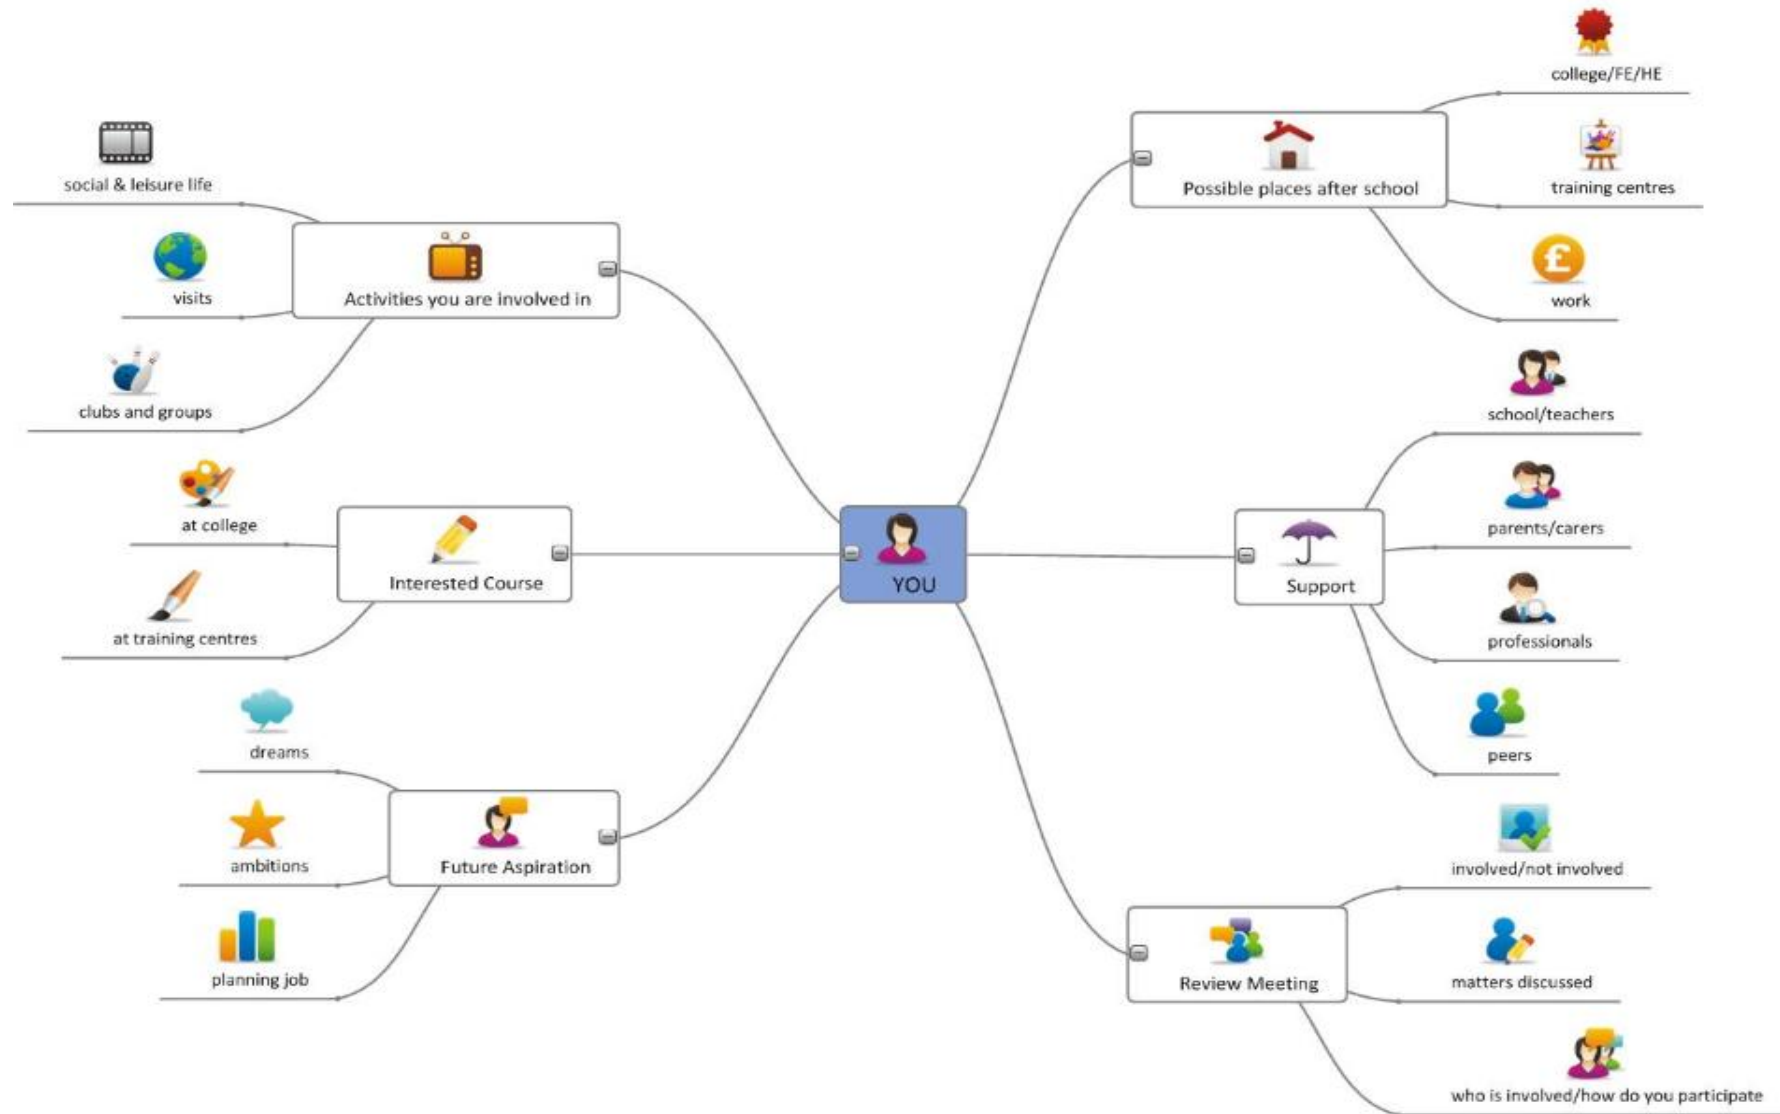 social & leisure life
visits
clubs and groups
Activities you are involved in
at college
at training centres
Interested Course
dreams
ambitions
planning job
Future Aspiration
YOU
Possible places after school
college/FE/HE
training centres
£
work
Support
school/teachers
parents/carers
professionals
peers
Review Meeting
involved/not involved
matters discussed
who is involved/how do you participate